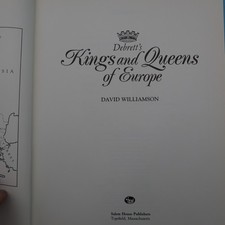 Debrett's
Kings and Queens
of Europe
DAVID WILLIAMSON
Salem House Publishers
Topsfield, Massachusetts